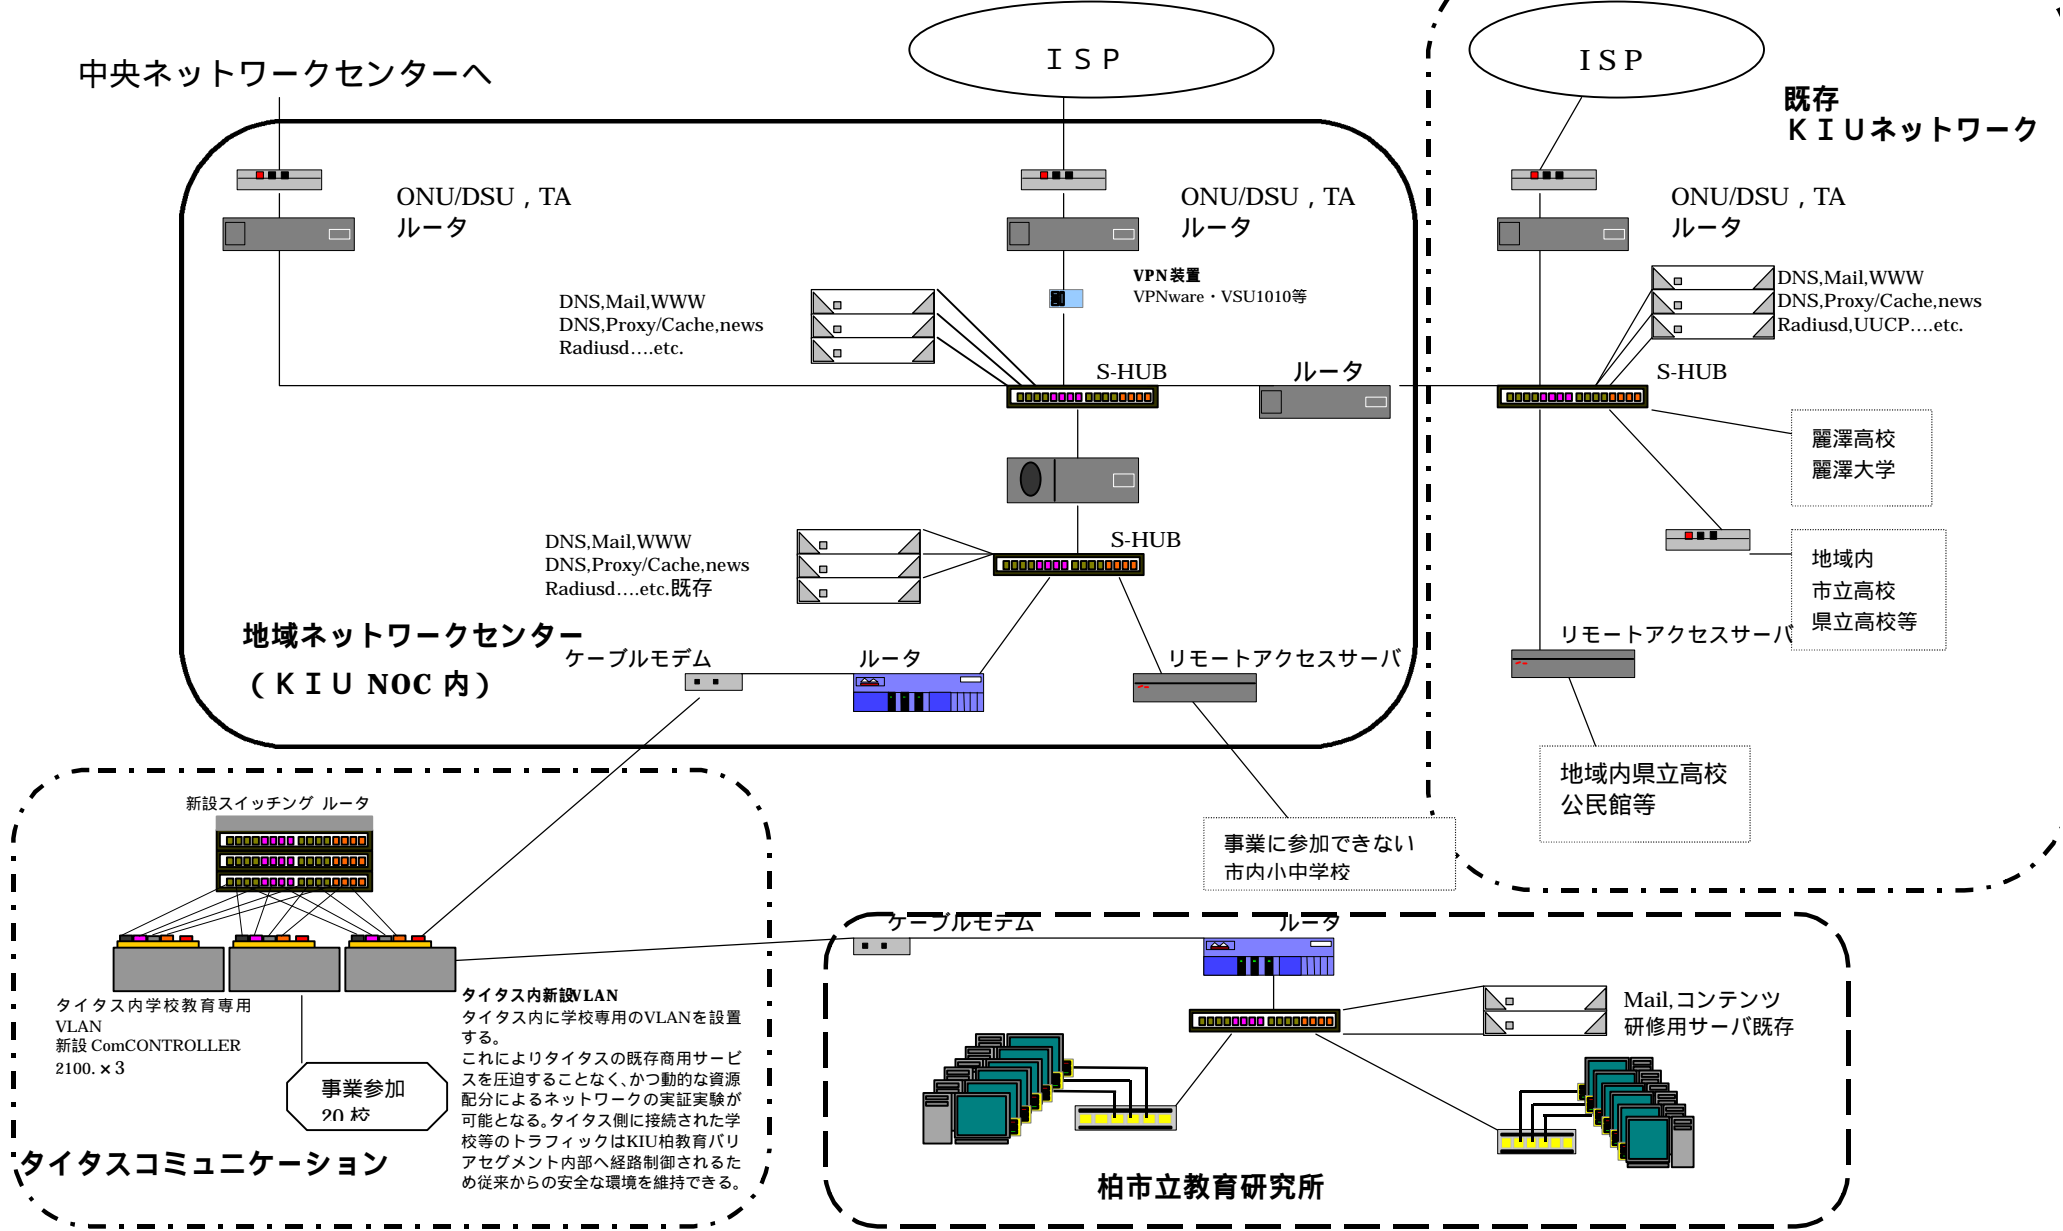 中央ネットワークセンターへ
ＩＳＰ
ISP
既存
ＫＩＵネットワーク
ONU/DSU , TA
ルータ
ONU/DSU , TA
ルータ
ONU/DSU , TA
ルータ
VPN装置
VPNware・VSU1010等
DNS,Mail,WWW
DNS,Proxy/Cache,news
Radiusd….etc.
DNS,Mail,WWW
DNS,Proxy/Cache,news
Radiusd,UUCP….etc.
S-HUB
ルータ
S-HUB
麗澤高校
麗澤大学
DNS,Mail,WWW
DNS,Proxy/Cache,news
Radiusd….etc.既存
S-HUB
地域内
市立高校
県立高校等
地域ネットワークセンター
（ＫＩＵ NOC 内）
ケーブルモデム
ルータ
リモートアクセスサーバ
リモートアクセスサーバ
地域内県立高校
公民館等
事業に参加できない
市内小中学校
新設スイッチング ルータ
タイタス内学校教育専用
VLAN
新設 ComCONTROLLER
2100.×3
事業参加
20 校
タイタス内新設VLAN
タイタス内に学校専用のVLANを設置
する。
これによりタイタスの既存商用サービ
スを圧迫することなく、かつ動的な資源
配分によるネットワークの実証実験が
可能となる。タイタス側に接続された学
校等のトラフィックはKIU柏教育バリ
アセグメント内部へ経路制御されるた
め従来からの安全な環境を維持できる。
タイタスコミュニケーション
ケーブルモデム
ルータ
Mail,コンテンツ
研修用サーバ既存
柏市立教育研究所